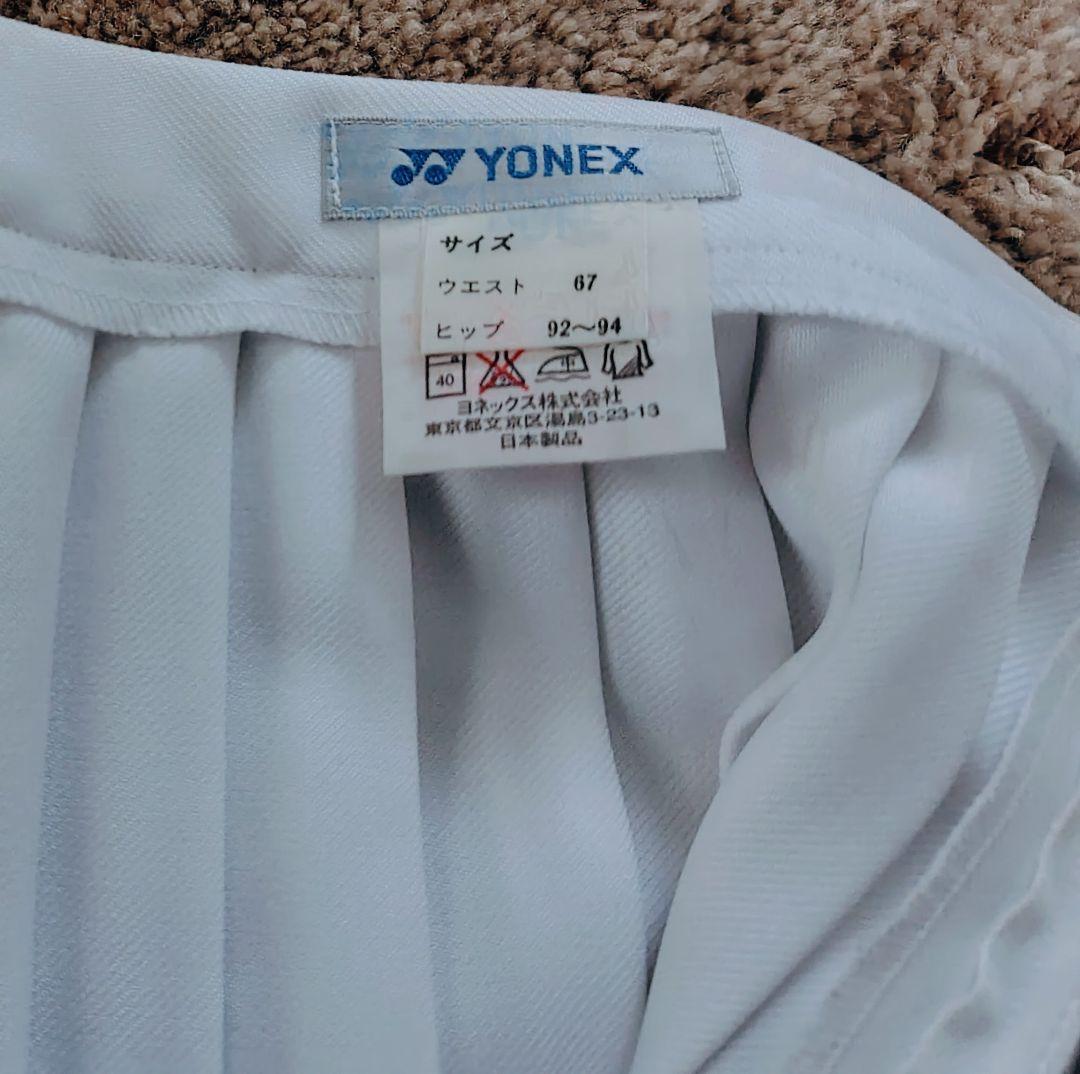 YONEX
サイズ
ウエスト 67
ヒップ 92～94
40 中
ヨネックス株式会社
東京都文京区湯島3-23-13
日本製品